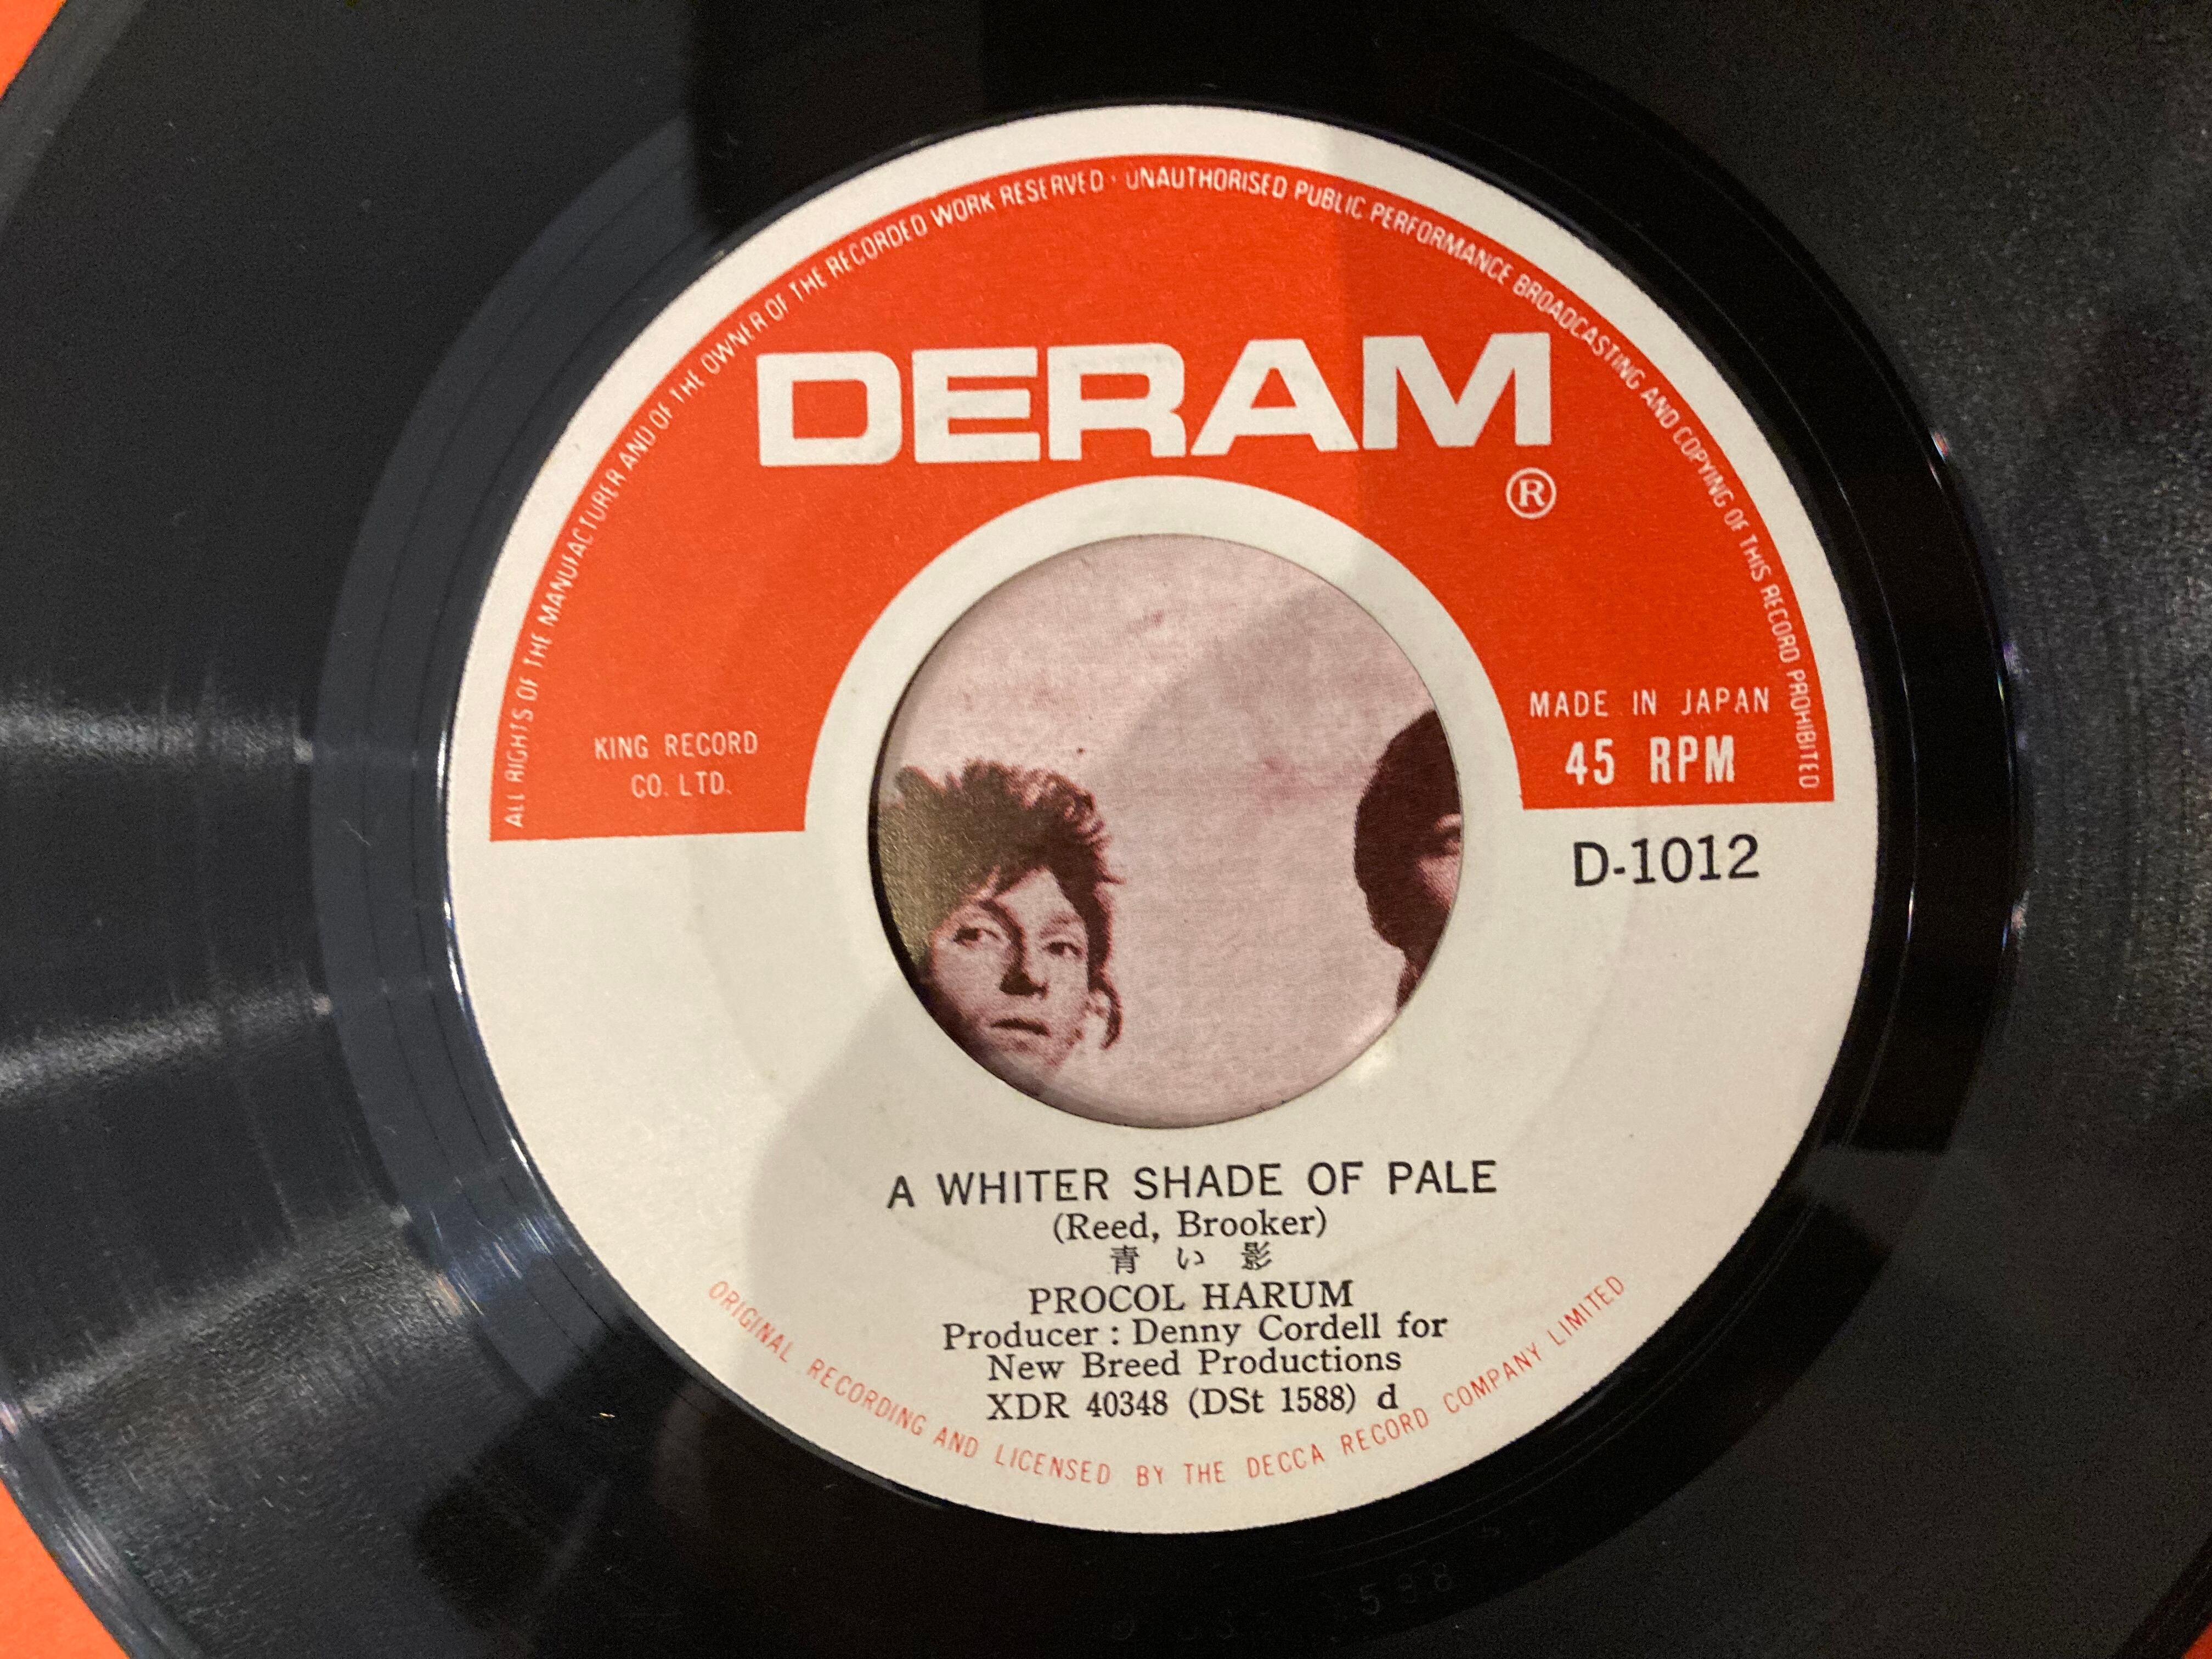 ALL RIGHTS OF THE MANUFACTURER AND OF THE OWNER OF THE RECORDED WORK RESERVED · UNAUTHORISED PUBLIC PERFORMANCE BROADCASTING AND COPYING OF THIS RECORD PROHIBITED
DERAM
®
KING RECORD
CO. LTD.
MADE IN JAPAN
45 RPM
D-1012
A WHITER SHADE OF PALE
(Reed, Brooker)
青い影
PROCOL HARUM
Producer : Denny Cordell for
New Breed Productions
XDR 40348 (DSt 1588) d
ORIGINAL RECORDING AND LICENSED BY THE DECCA RECORD COMPANY LIMITED